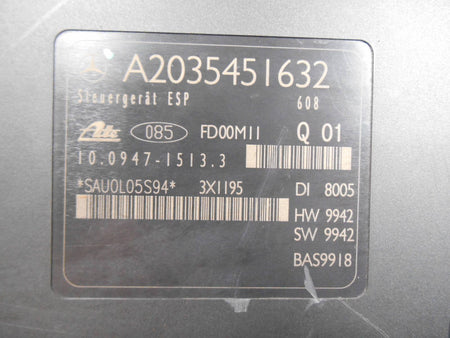 A2035451632
Steuergerät ESP 608
Ate 085 FD00M11 Q 01
10.0947-1513.3
*SAU0L05S94* 3X1195 DI 8005
HW 9942
SW 9942
BAS9918